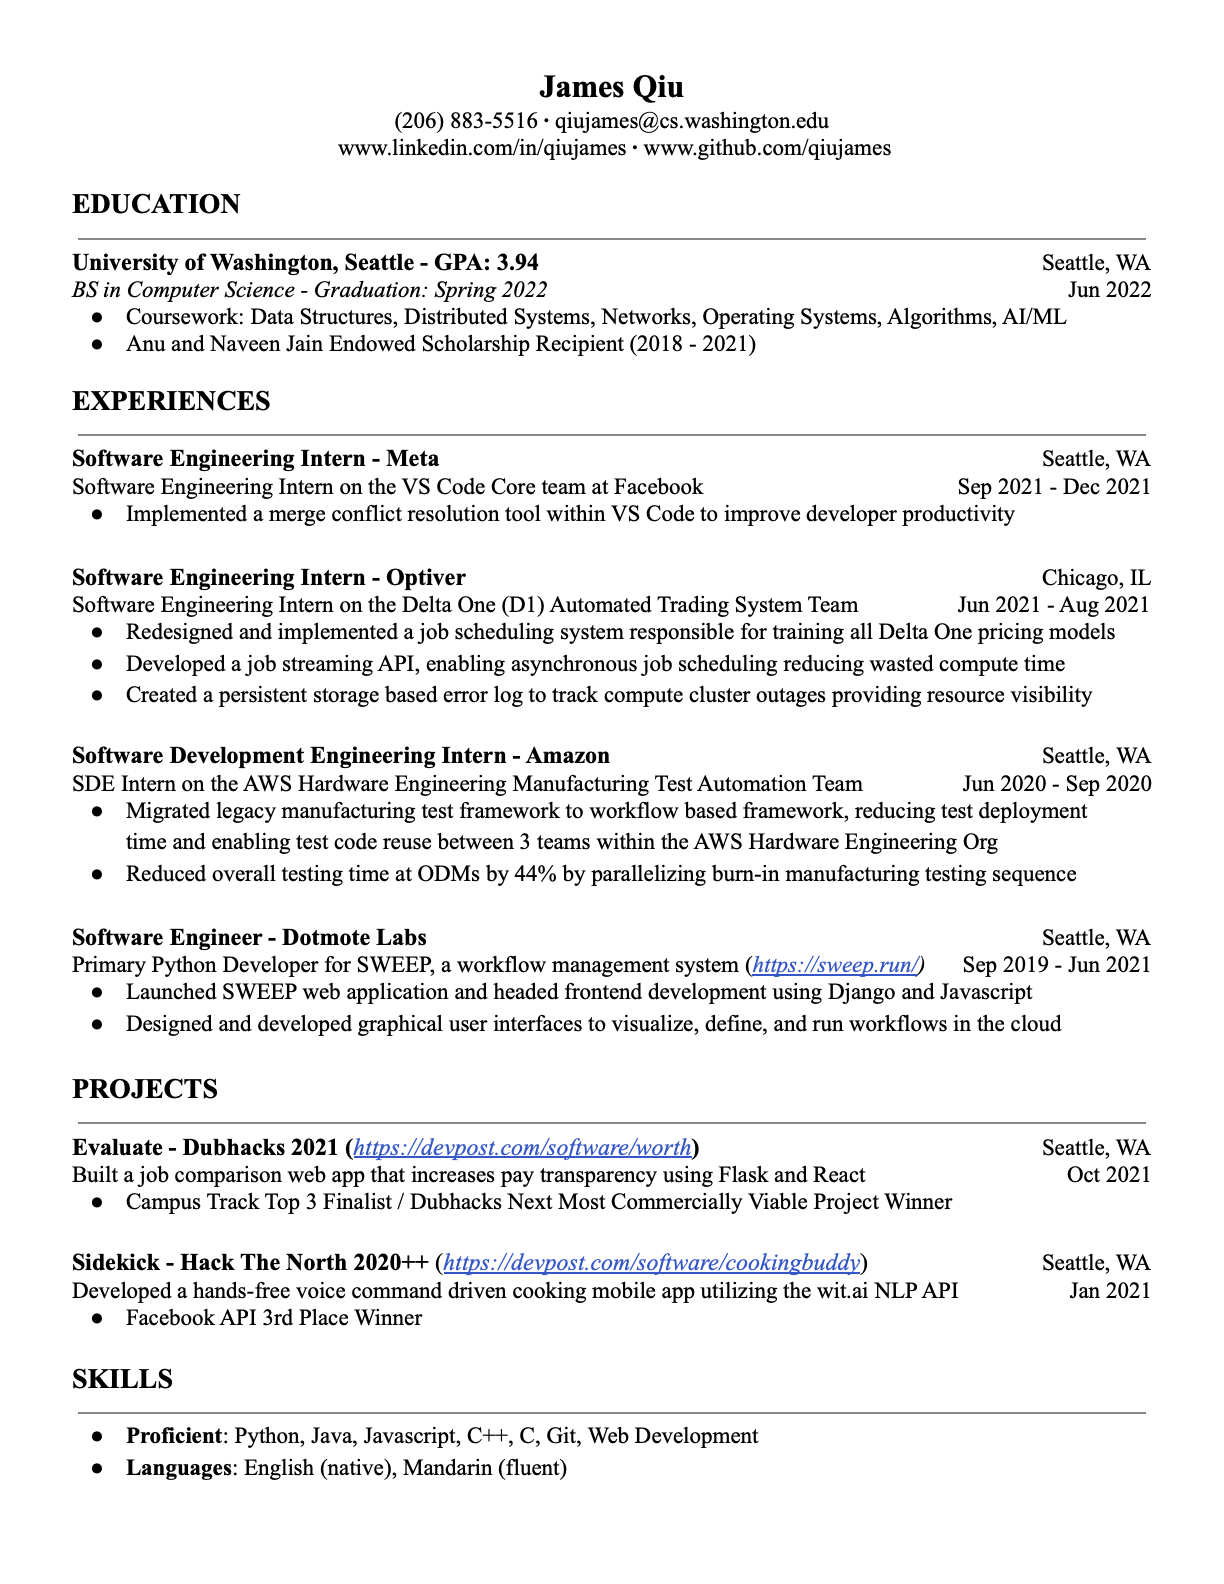 James Qiu
(206) 883-5516 · qiujames@cs.washington.edu
www.linkedin.com/in/qiujames · www.github.com/qiujames
EDUCATION
University of Washington, Seattle - GPA: 3.94 Seattle, WA
BS in Computer Science - Graduation: Spring 2022 Jun 2022
● Coursework: Data Structures, Distributed Systems, Networks, Operating Systems, Algorithms, AI/ML
● Anu and Naveen Jain Endowed Scholarship Recipient (2018 - 2021)
EXPERIENCES
Software Engineering Intern - Meta Seattle, WA
Software Engineering Intern on the VS Code Core team at Facebook Sep 2021 - Dec 2021
● Implemented a merge conflict resolution tool within VS Code to improve developer productivity
Software Engineering Intern - Optiver Chicago, IL
Software Engineering Intern on the Delta One (D1) Automated Trading System Team Jun 2021 - Aug 2021
● Redesigned and implemented a job scheduling system responsible for training all Delta One pricing models
● Developed a job streaming API, enabling asynchronous job scheduling reducing wasted compute time
● Created a persistent storage based error log to track compute cluster outages providing resource visibility
Software Development Engineering Intern - Amazon Seattle, WA
SDE Intern on the AWS Hardware Engineering Manufacturing Test Automation Team Jun 2020 - Sep 2020
● Migrated legacy manufacturing test framework to workflow based framework, reducing test deployment
time and enabling test code reuse between 3 teams within the AWS Hardware Engineering Org
● Reduced overall testing time at ODMs by 44% by parallelizing burn-in manufacturing testing sequence
Software Engineer - Dotmote Labs Seattle, WA
Primary Python Developer for SWEEP, a workflow management system (https://sweep.run/) Sep 2019 - Jun 2021
● Launched SWEEP web application and headed frontend development using Django and Javascript
● Designed and developed graphical user interfaces to visualize, define, and run workflows in the cloud
PROJECTS
Evaluate - Dubhacks 2021 (https://devpost.com/software/worth) Seattle, WA
Built a job comparison web app that increases pay transparency using Flask and React Oct 2021
● Campus Track Top 3 Finalist / Dubhacks Next Most Commercially Viable Project Winner
Sidekick - Hack The North 2020++ (https://devpost.com/software/cookingbuddy) Seattle, WA
Developed a hands-free voice command driven cooking mobile app utilizing the wit.ai NLP API Jan 2021
● Facebook API 3rd Place Winner
SKILLS
● Proficient: Python, Java, Javascript, C++, C, Git, Web Development
● Languages: English (native), Mandarin (fluent)